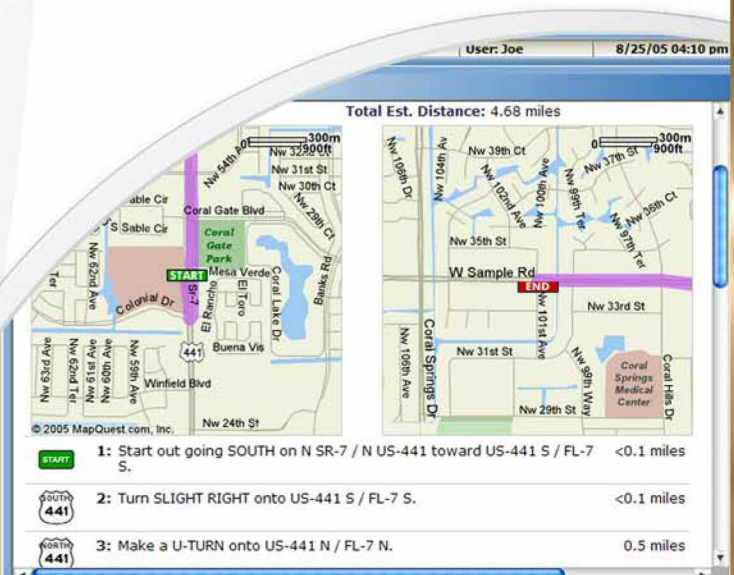 User: Joe
8/25/05 04:10 pm
Total Est. Distance: 4.68 miles
300m
0
900ft
Nw 31st St
Nw 30th Ct
Nw 29th Ct
Coral Gate Blvd
S Sable Cir
Coral
Gate
Park
Nw 62nd Ave
START
Mesa Verde
Sr-7
El Rancho
El Toro
Coral Lake Dr
Banks Rd
Colonial Dr
441
Buena Vis
Nw 63rd Ave
Nw 62nd Ter
Nw 61st Ave
Nw 60th Ave
Nw 59th Ave
Winfield Blvd
Nw 24th St
© 2005 MapQuest.com, Inc.
300m
0
900ft
Nw 106th Dr
Nw 104th Av
Nw 39th Ct
Nw 37th St
Nw 102nd Ave
Nw 100th Ave
Nw 99th Ter
Nw 36th Ct
Nw 97th Ter
Nw 35th St
W Sample Rd
END
Nw 101st Ave
Nw 33rd St
Nw 106th Ave
Coral Springs Dr
Nw 31st St
Nw 99th Way
Coral
Springs
Medical
Center
Coral Hills Dr
Nw 29th St
START
1: Start out going SOUTH on N SR-7 / N US-441 toward US-441 S / FL-7 S.
<0.1 miles
SOUTH
441
2: Turn SLIGHT RIGHT onto US-441 S / FL-7 S.
<0.1 miles
NORTH
441
3: Make a U-TURN onto US-441 N / FL-7 N.
0.5 miles